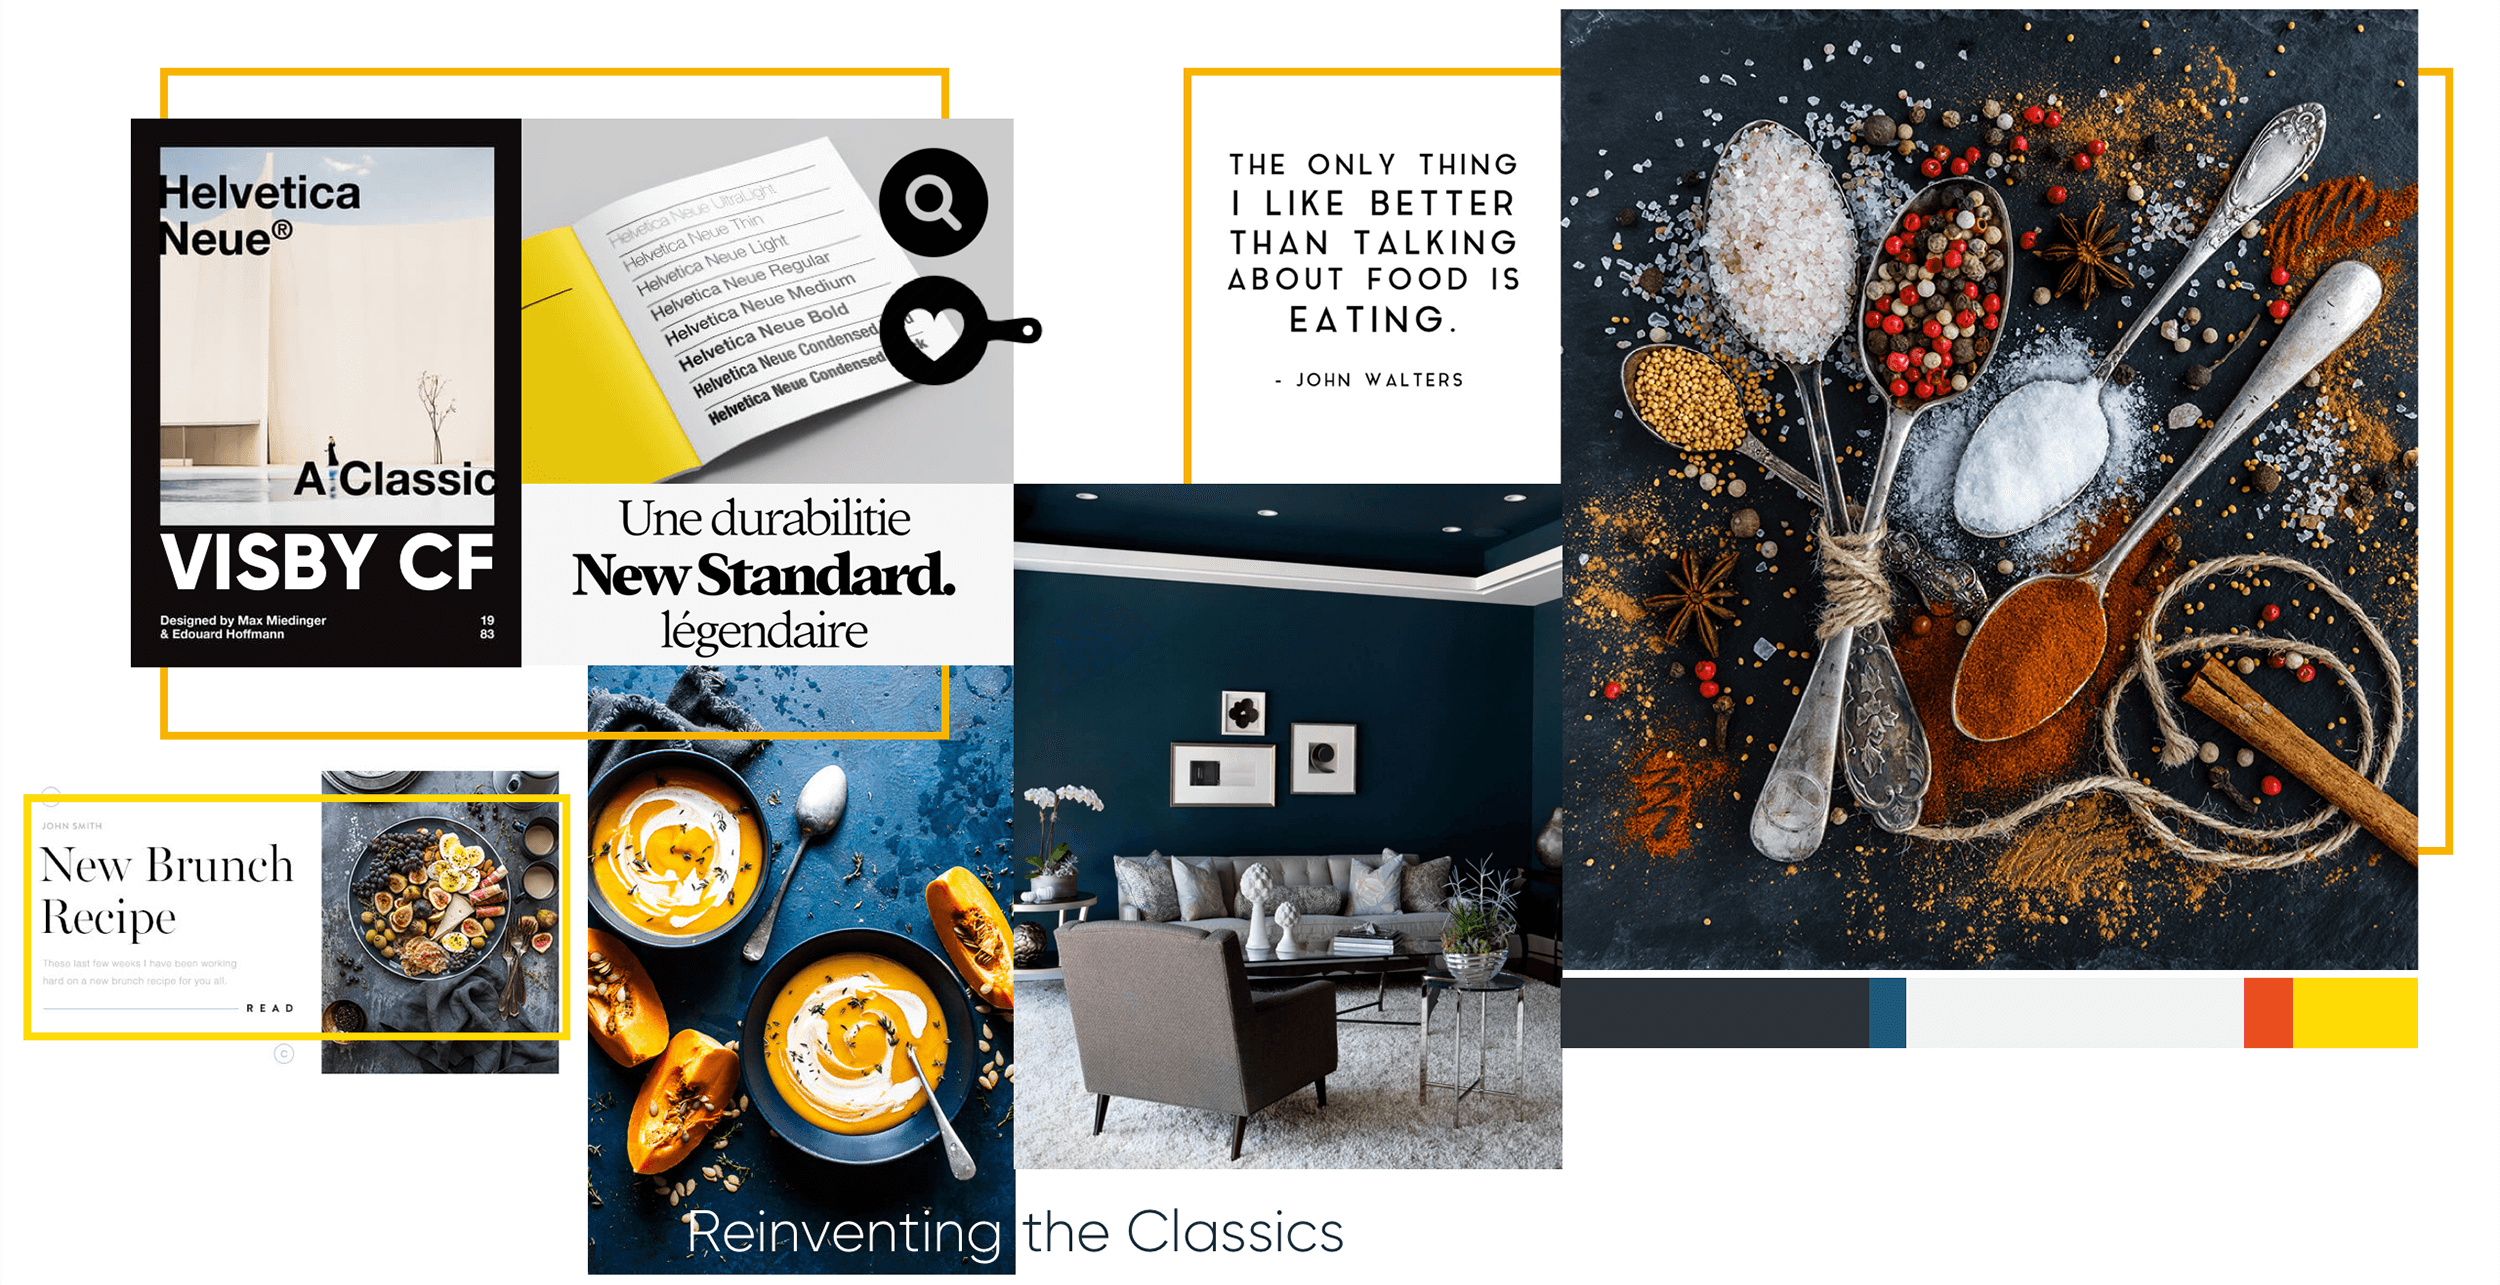 Helvetica
Neue®
A Classic
VISBY CF
Designed by Max Miedinger
& Edouard Hoffmann
19
83
Helvetica Neue UltraLight
Helvetica Neue Thin
Helvetica Neue Light
Helvetica Neue Regular
Helvetica Neue Medium
Helvetica Neue Bold
Helvetica Neue Condensed
Helvetica Neue Condensed
Une durabilitie
New Standard.
légendaire
THE ONLY THING
I LIKE BETTER
THAN TALKING
ABOUT FOOD IS
EATING.
- JOHN WALTERS
JOHN SMITH
New Brunch
Recipe
These last few weeks I have been working
hard on a new brunch recipe for you all.
READ
C
Reinventing the Classics